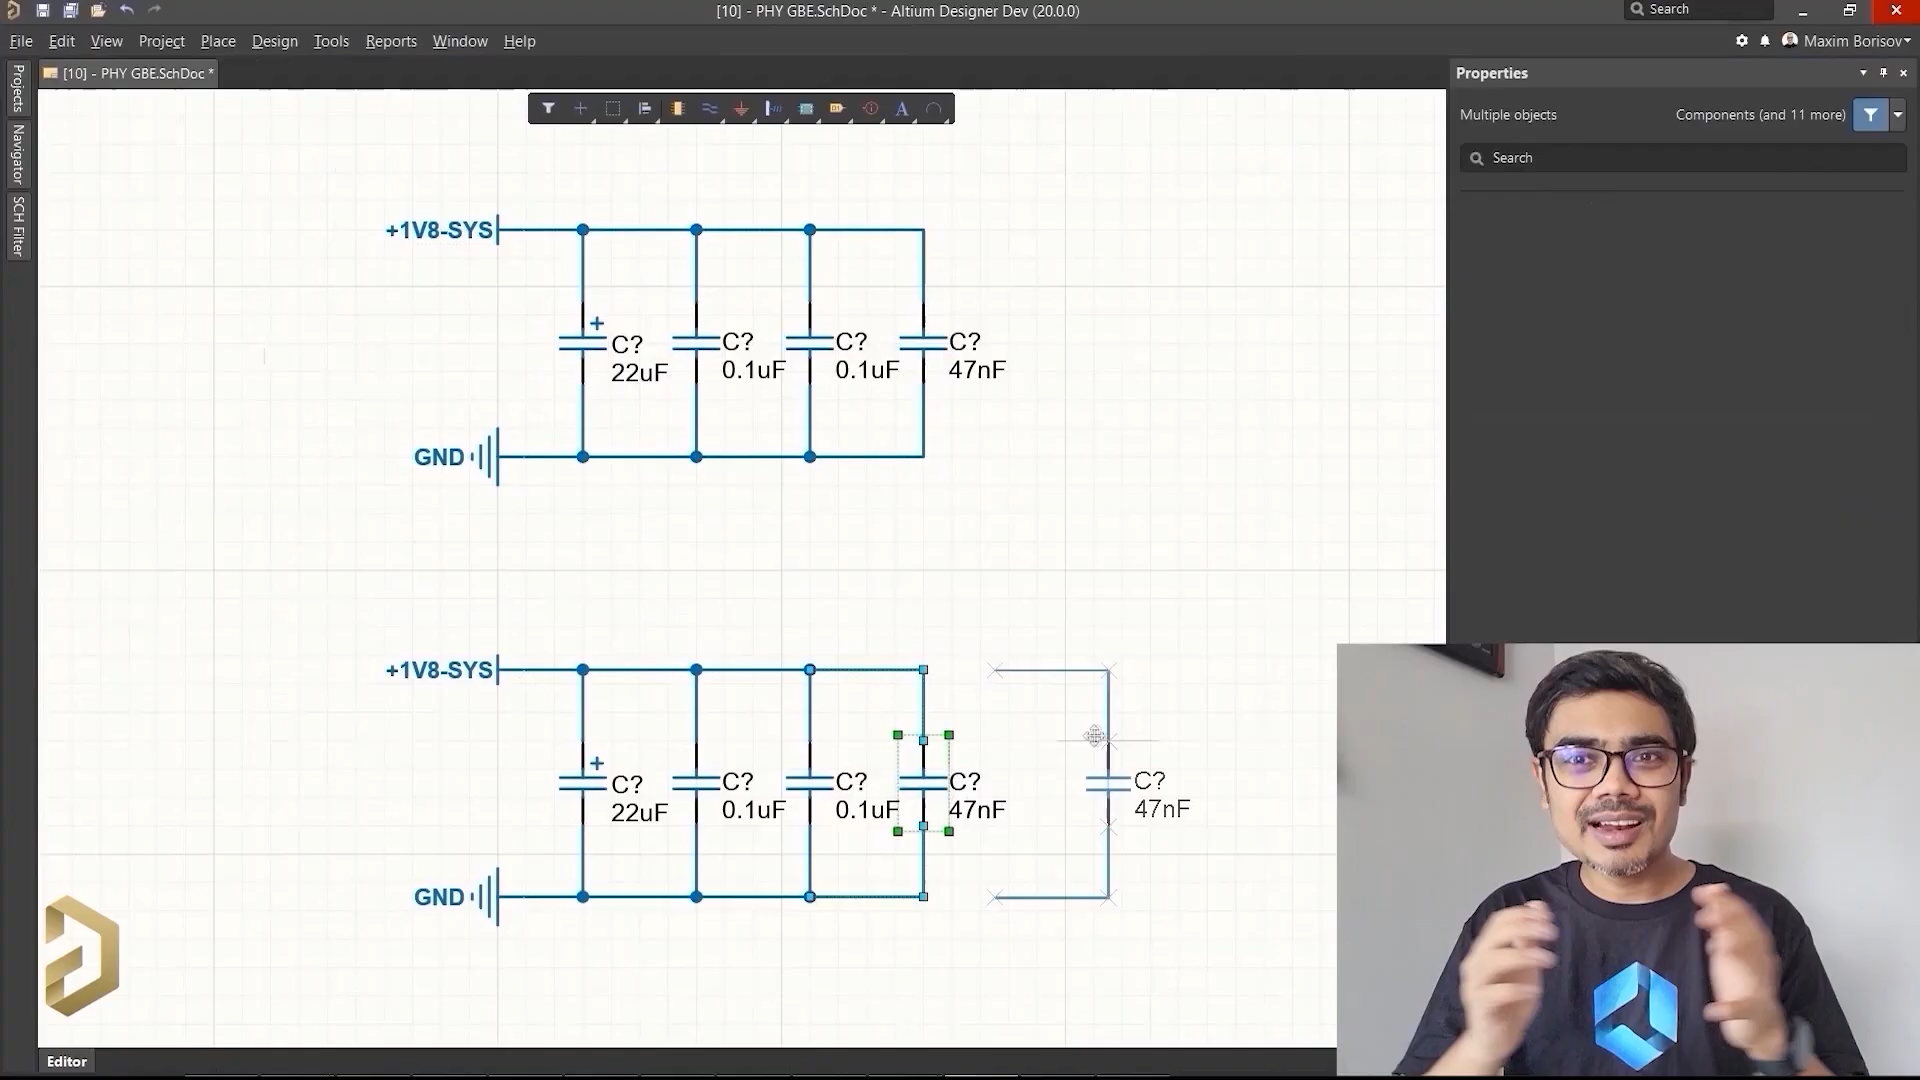 [10] - PHY GBE.SchDoc * - Altium Designer Dev (20.0.0)
Search
File Edit View Project Place Design Tools Reports Window Help
Maxim Borisov
Projects
Navigator
SCH Filter
[10] - PHY GBE.SchDoc *
Properties
Multiple objects
Components (and 11 more)
Search
A
+1V8-SYS
+
C? C? C? C?
22uF 0.1uF 0.1uF 47nF
GND
+1V8-SYS
+
C? C? C? C? C?
22uF 0.1uF 0.1uF 47nF 47nF
GND
Editor